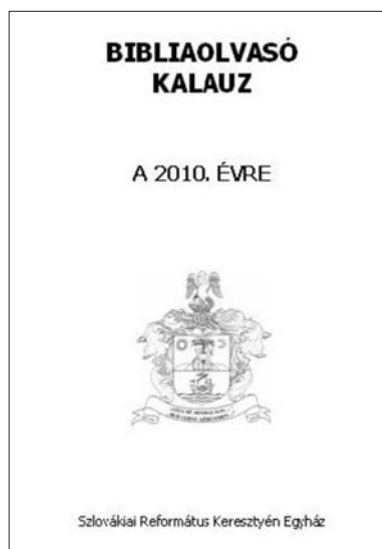 BIBLIAOLVASÓ
KALAUZ
A 2010. ÉVRE
Szlovákiai Református Keresztyén Egyház